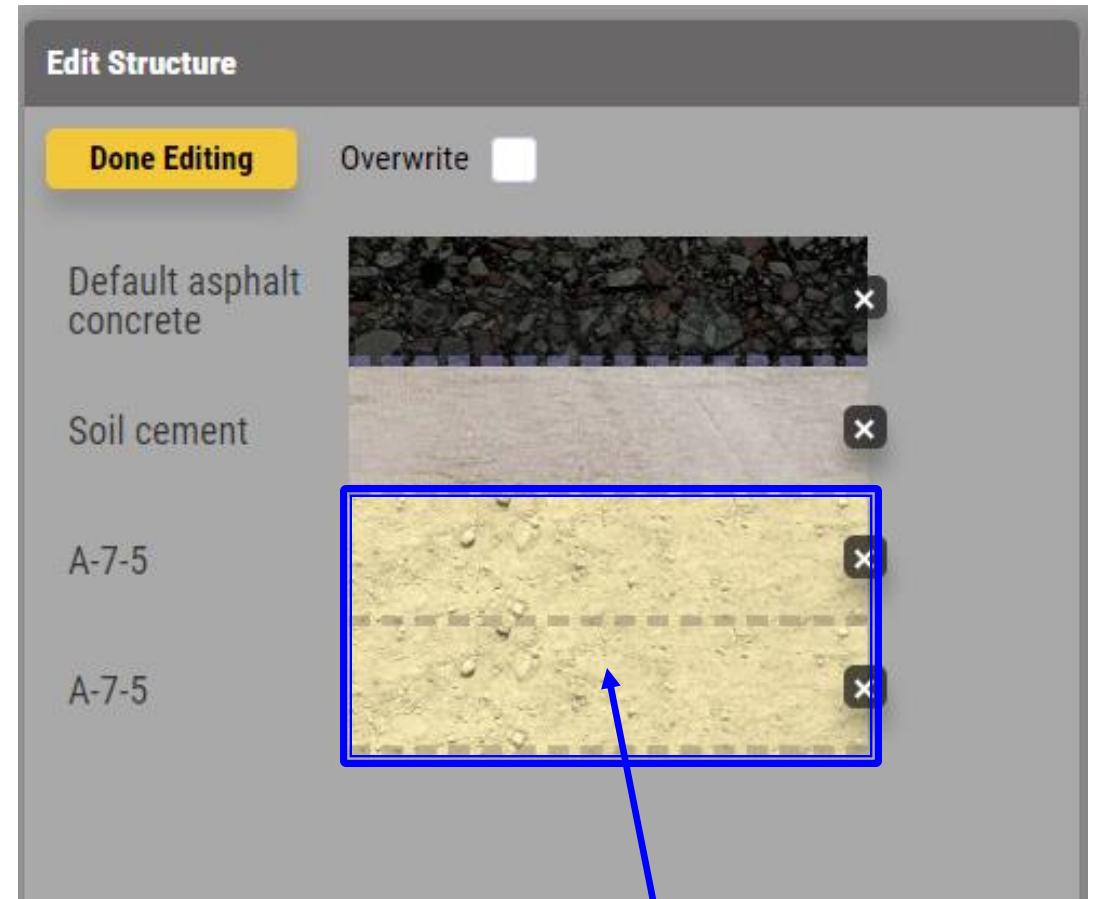 Edit Structure
Done Editing
Overwrite
Default asphalt
concrete
Soil cement
A-7-5
A-7-5